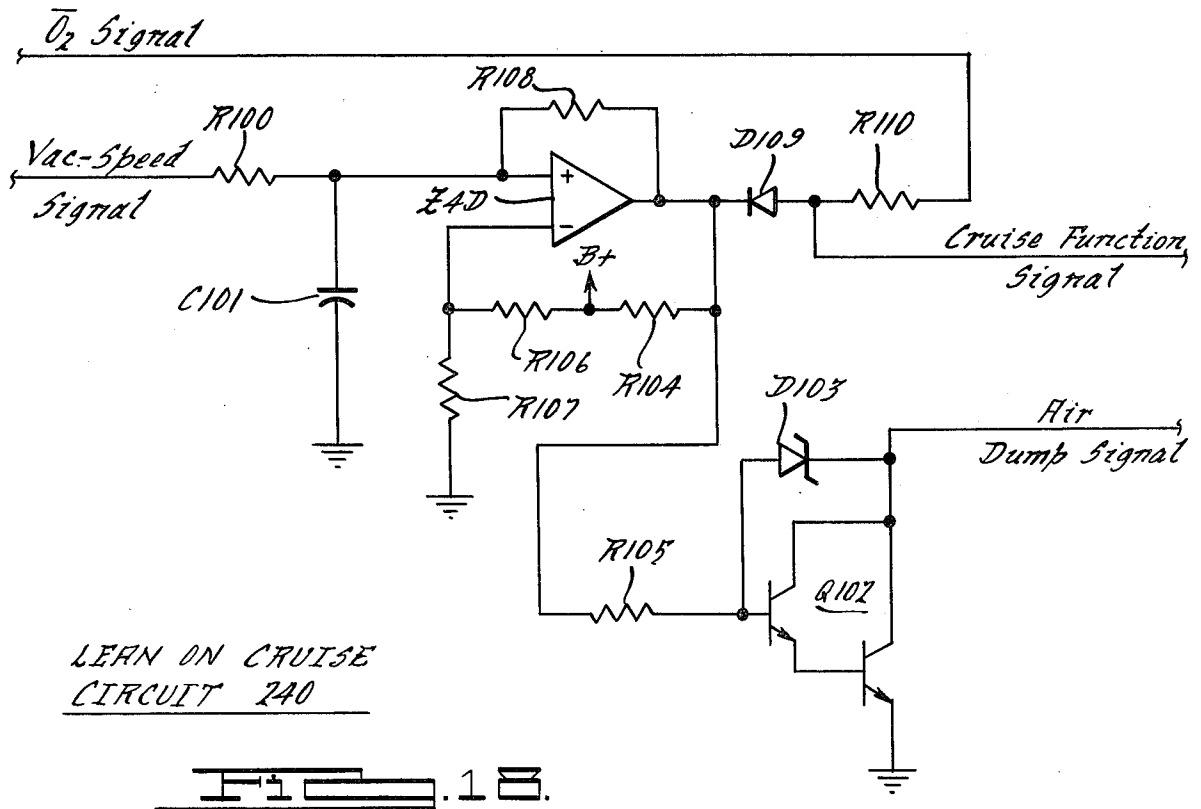 O̅2 Signal
R108
R100
D109
R110
Vac-Speed
Signal
+
Z4D
-
B+
Cruise Function
Signal
C101
R106
R104
R107
D103
Air
Dump Signal
R105
Q102
LEAN ON CRUISE
CIRCUIT 240
Fig. 18.